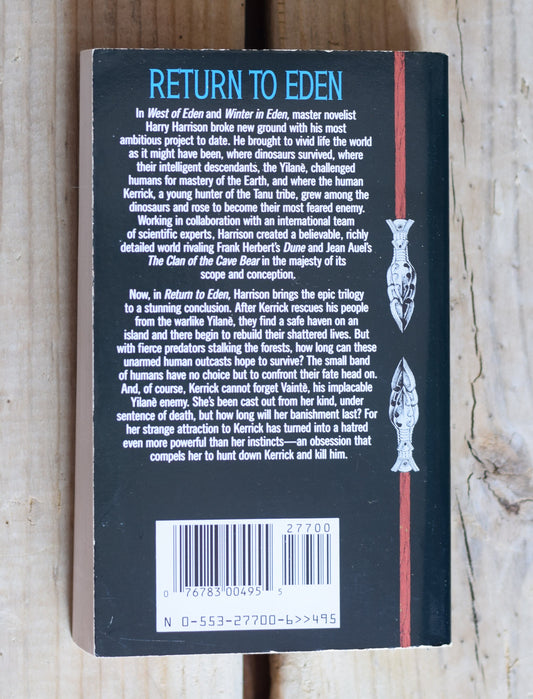 RETURN TO EDEN
In West of Eden and Winter in Eden, master novelist
Harry Harrison broke new ground with his most
ambitious project to date. He brought to vivid life the world
as it might have been, where dinosaurs survived, where
their intelligent descendants, the Yilanè, challenged
humans for mastery of the Earth, and where the human
Kerrick, a young hunter of the Tanu tribe, grew among the
dinosaurs and rose to become their most feared enemy.
Working in collaboration with an international team
of scientific experts, Harrison created a believable, richly
detailed world rivaling Frank Herbert's Dune and Jean Auel's
The Clan of the Cave Bear in the majesty of its
scope and conception.
Now, in Return to Eden, Harrison brings the epic trilogy
to a stunning conclusion. After Kerrick rescues his people
from the warlike Yilanè, they find a safe haven on an
island and there begin to rebuild their shattered lives. But
with fierce predators stalking the forests, how long can these
unarmed human outcasts hope to survive? The small band
of humans have no choice but to confront their fate head on.
And, of course, Kerrick cannot forget Vaintè, his implacable
Yilanè enemy. She's been cast out from her kind, under
sentence of death, but how long will her banishment last? For
her strange attraction to Kerrick has turned into a hatred
even more powerful than her instincts—an obsession that
compels her to hunt down Kerrick and kill him.
27700
0 76783 00495 5
N 0-553-27700-6>>495